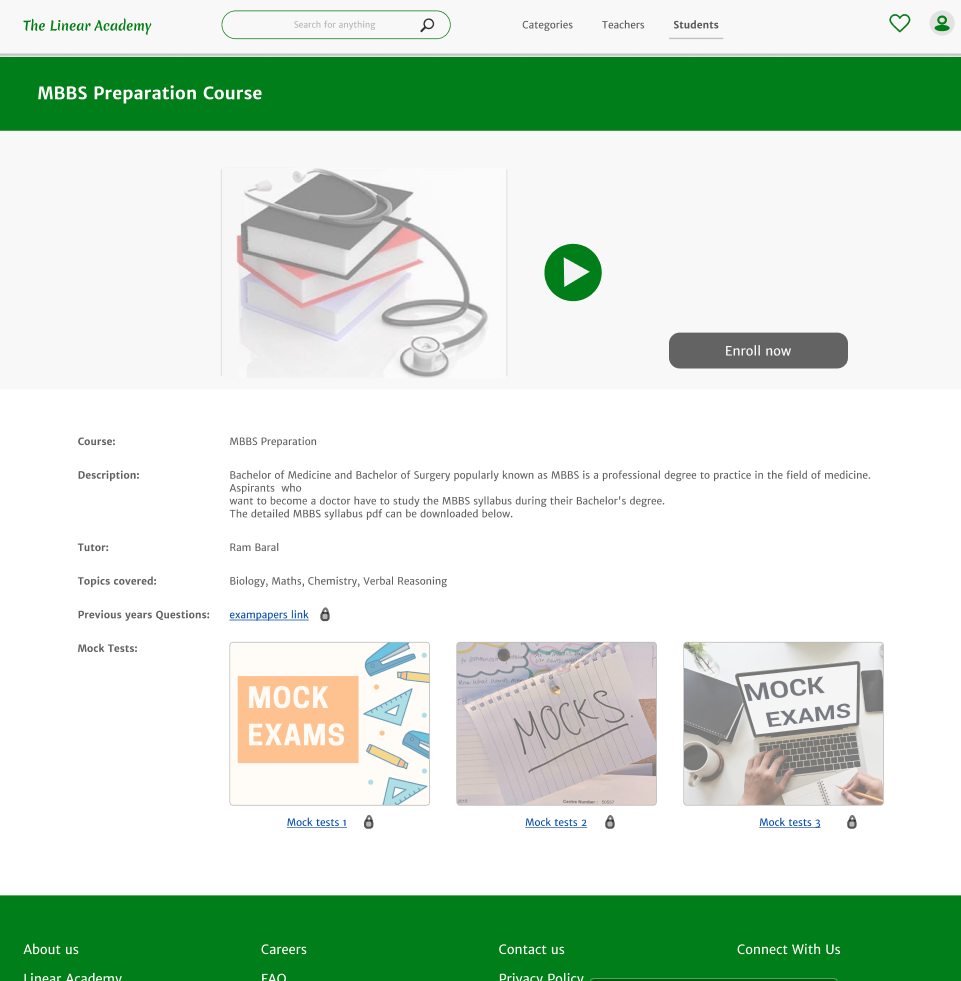 The Linear Academy
Search for anything
Categories
Teachers
Students
MBBS Preparation Course
Enroll now
Course:
MBBS Preparation
Description:
Bachelor of Medicine and Bachelor of Surgery popularly known as MBBS is a professional degree to practice in the field of medicine.
Aspirants who
want to become a doctor have to study the MBBS syllabus during their Bachelor's degree.
The detailed MBBS syllabus pdf can be downloaded below.
Tutor:
Ram Baral
Topics covered:
Biology, Maths, Chemistry, Verbal Reasoning
Previous years Questions:
exampapers link
Mock Tests:
MOCK
EXAMS
MOCKS.
Centre Number :
MOCK
EXAMS
Mock tests 1
Mock tests 2
Mock tests 3
About us
Careers
Contact us
Connect With Us
Linear Academy
FAQ
Privacy Policy